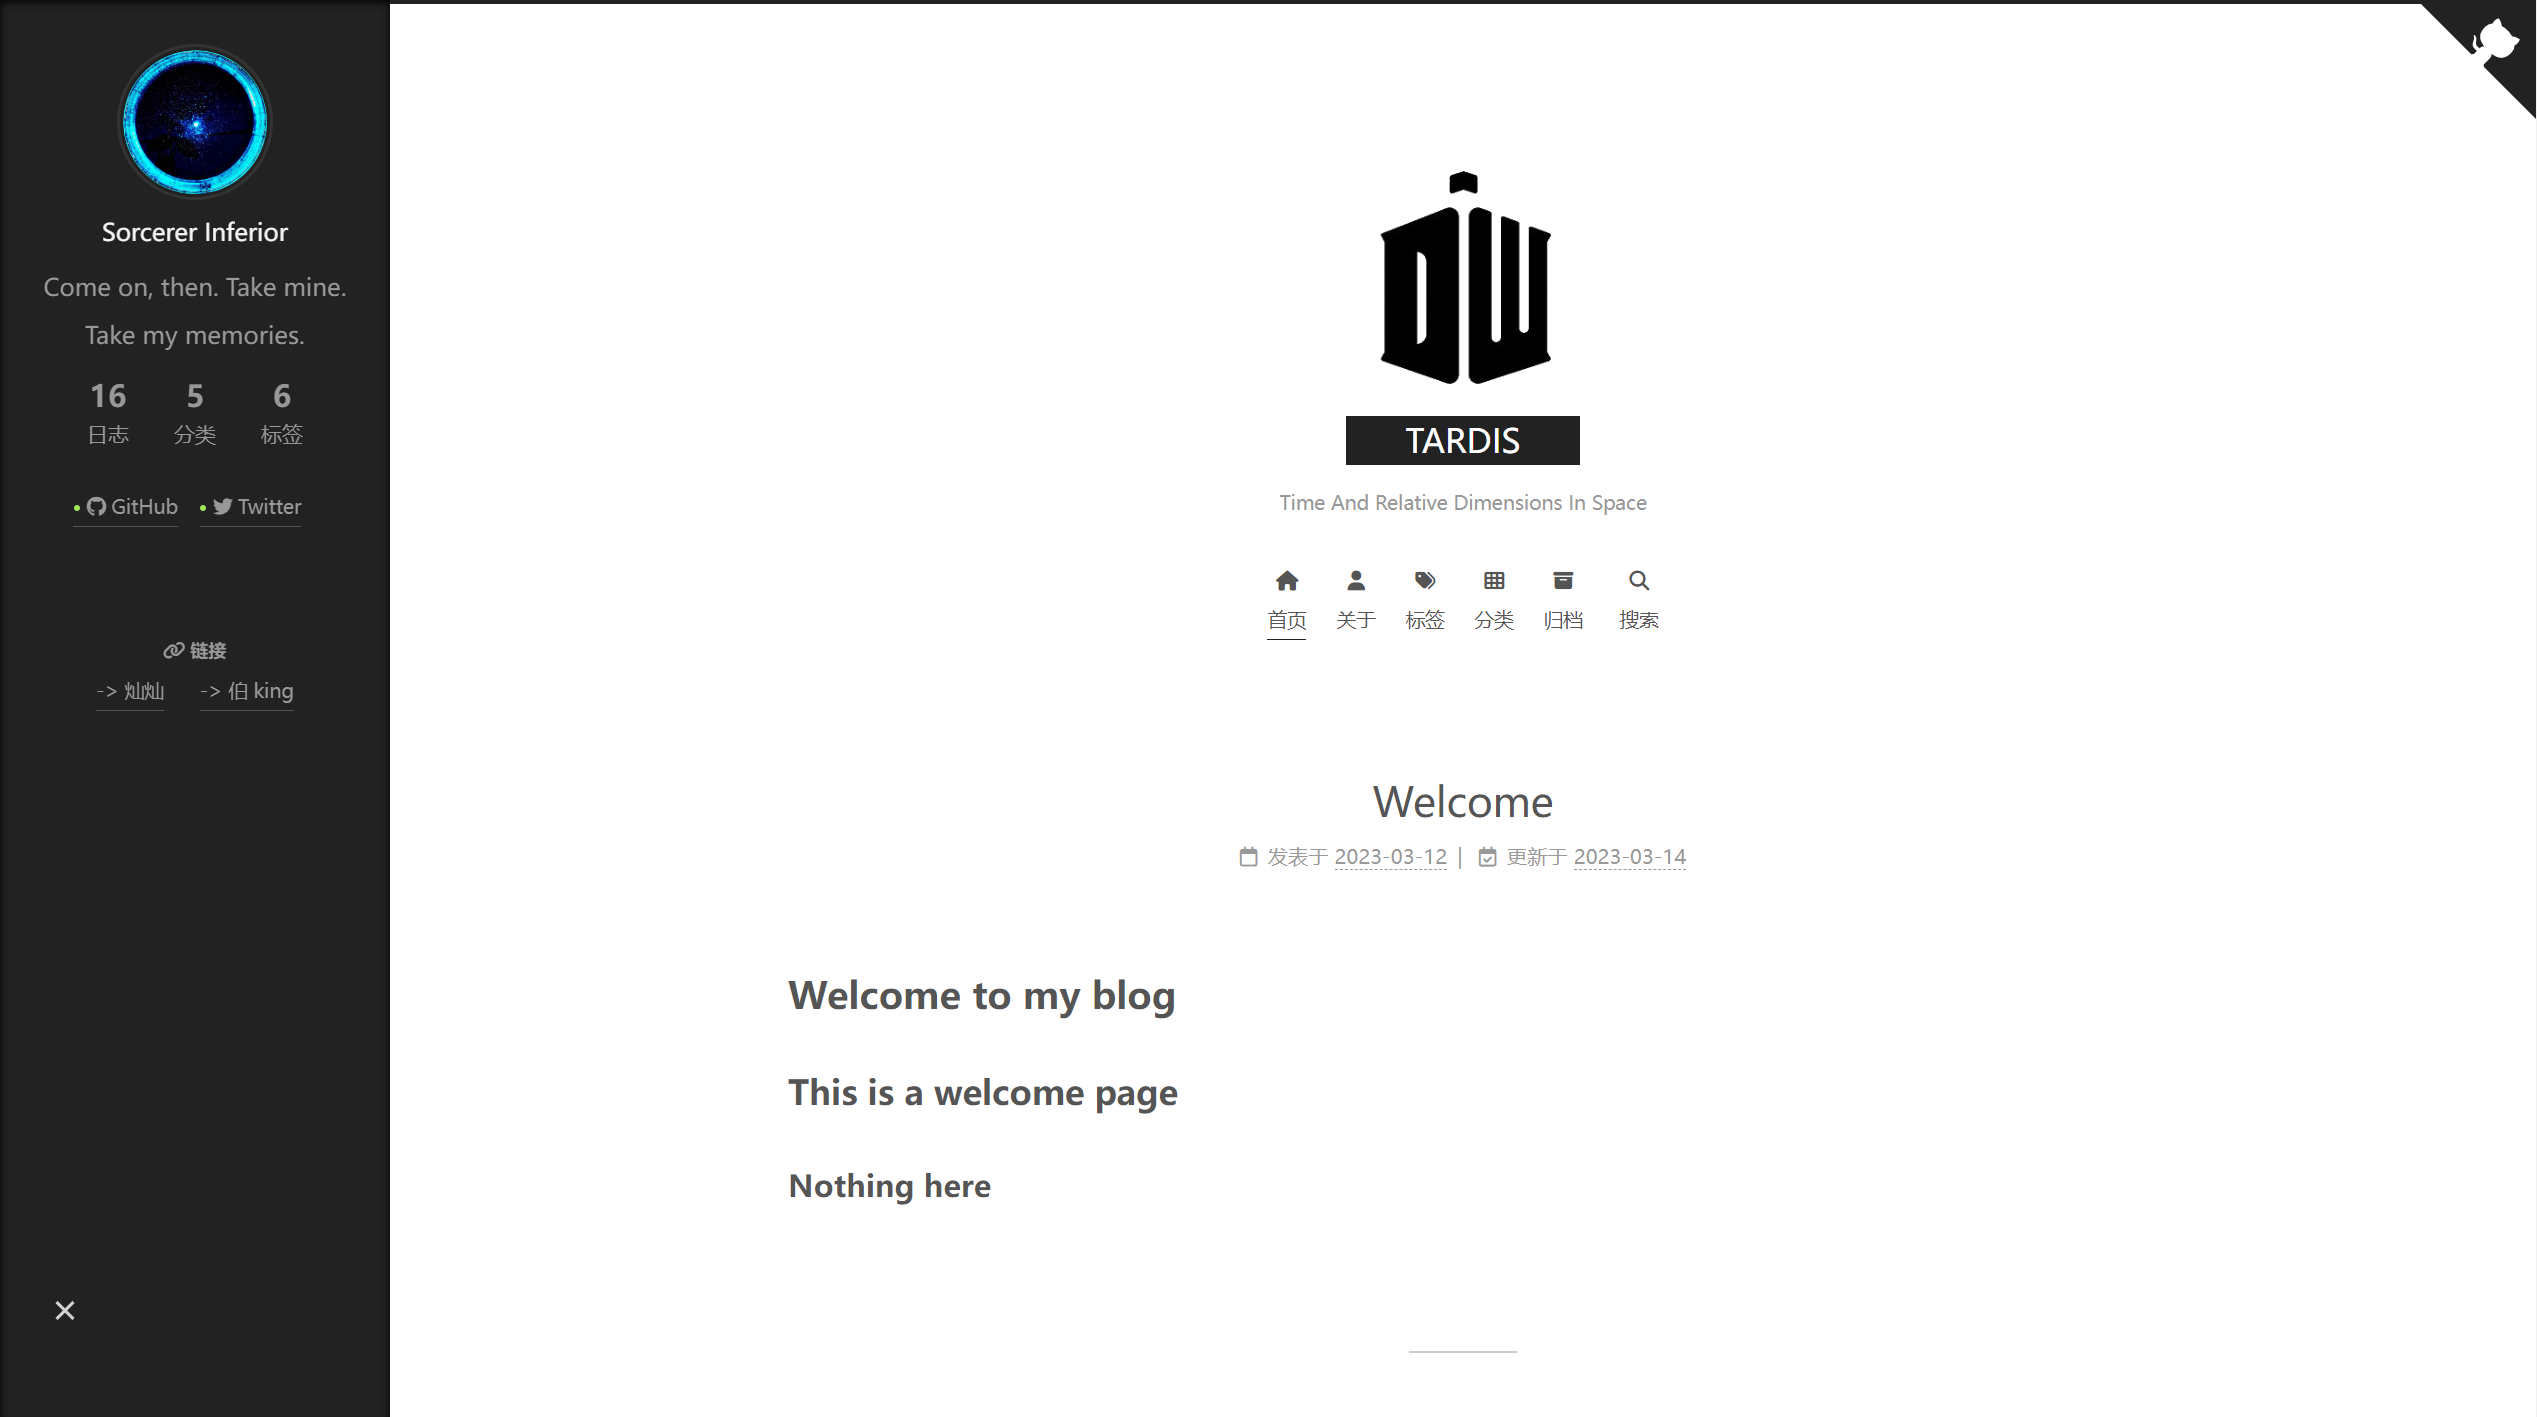 Sorcerer Inferior
Come on, then. Take mine.
Take my memories.
16 5 6
日志 分类 标签
GitHub Twitter
链接
-> 灿灿 -> 伯 king
DW
TARDIS
Time And Relative Dimensions In Space
首页 关于 标签 分类 归档 搜索
Welcome
发表于 2023-03-12 | 更新于 2023-03-14
Welcome to my blog
This is a welcome page
Nothing here